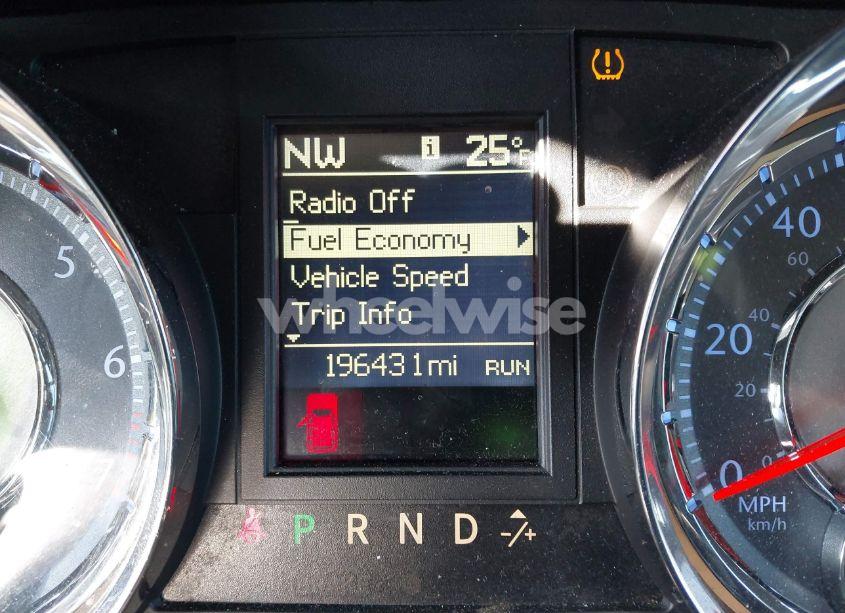 NW i 25°F
Radio Off
Fuel Economy
Vehicle Speed
Trip Info
wheelwise
196431mi RUN
P R N D -/+
5
6
40
60
20
40
20
0
0
MPH
km/h